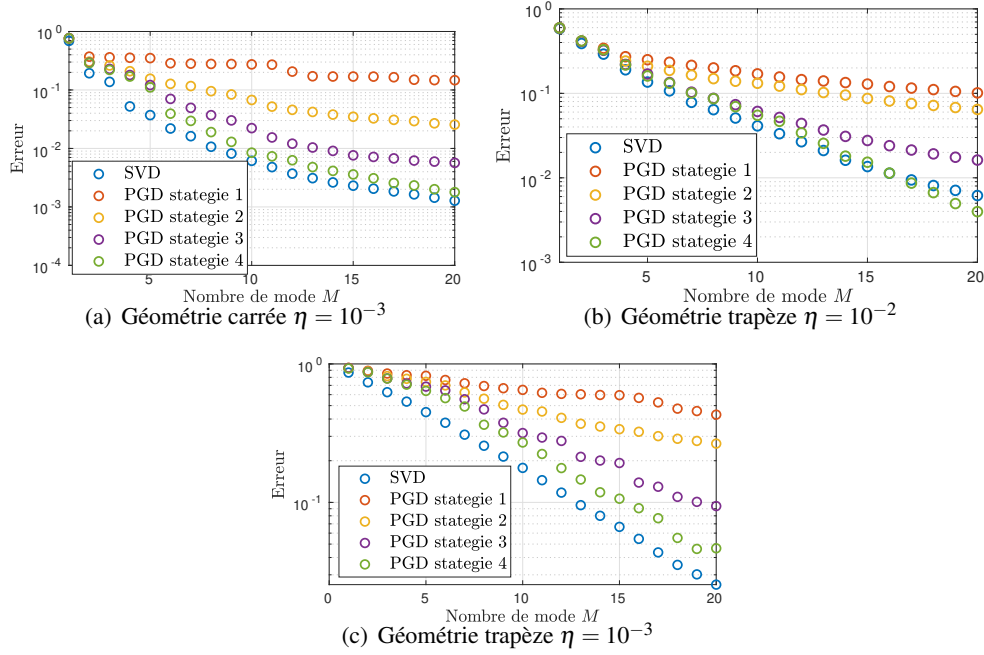 10^0
10^-1
10^-2
10^-3
10^-4
Erreur
SVD
PGD stategie 1
PGD stategie 2
PGD stategie 3
PGD stategie 4
5 10 15 20
Nombre de mode M
(a) Géométrie carrée η = 10^-3
10^0
10^-1
10^-2
10^-3
Erreur
SVD
PGD stategie 1
PGD stategie 2
PGD stategie 3
PGD stategie 4
5 10 15 20
Nombre de mode M
(b) Géométrie trapèze η = 10^-2
10^0
10^-1
Erreur
SVD
PGD stategie 1
PGD stategie 2
PGD stategie 3
PGD stategie 4
0 5 10 15 20
Nombre de mode M
(c) Géométrie trapèze η = 10^-3